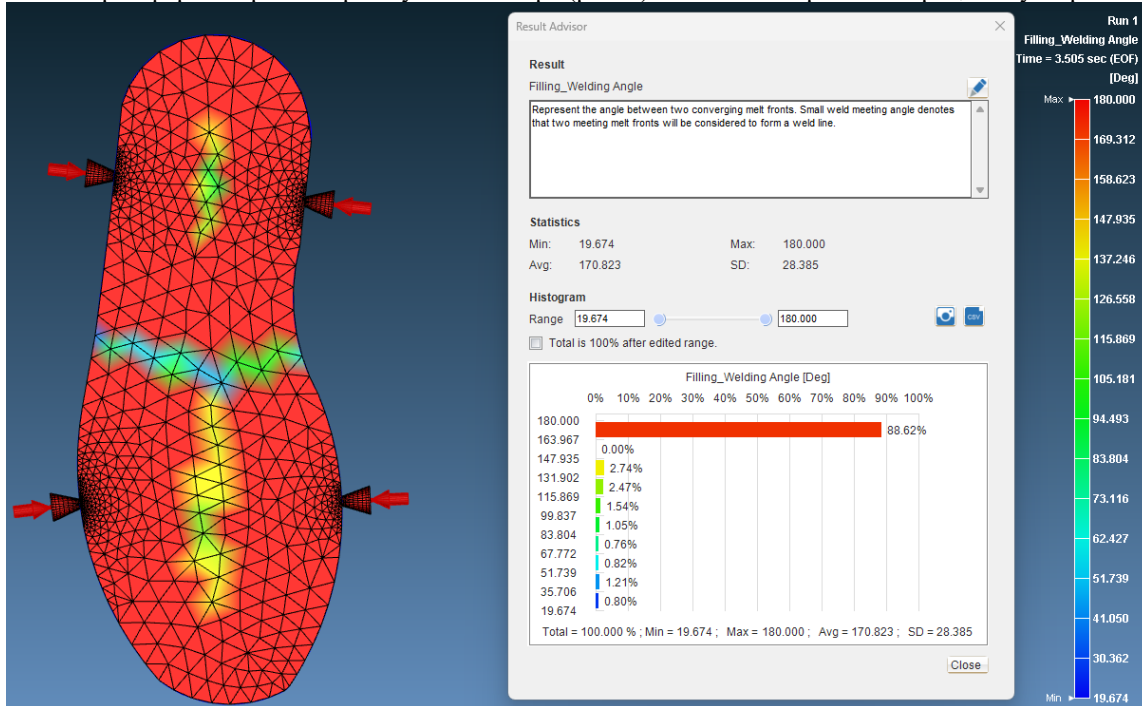 Result Advisor
Result
Filling_Welding Angle
Represent the angle between two converging melt fronts. Small weld meeting angle denotes
that two meeting melt fronts will be considered to form a weld line.
Statistics
Min: 19.674 Max: 180.000
Avg: 170.823 SD: 28.385
Histogram
Range 19.674 180.000
CSV
Total is 100% after edited range.
Filling_Welding Angle [Deg]
0% 10% 20% 30% 40% 50% 60% 70% 80% 90% 100%
180.000
88.62%
163.967
0.00%
147.935
2.74%
131.902
2.47%
115.869
1.54%
99.837
1.05%
83.804
0.76%
67.772
0.82%
51.739
1.21%
35.706
0.80%
19.674
Total = 100.000 % ; Min = 19.674 ; Max = 180.000 ; Avg = 170.823 ; SD = 28.385
Close
Run 1
Filling_Welding Angle
Time = 3.505 sec (EOF)
[Deg]
Max 180.000
169.312
158.623
147.935
137.246
126.558
115.869
105.181
94.493
83.804
73.116
62.427
51.739
41.050
30.362
Min 19.674